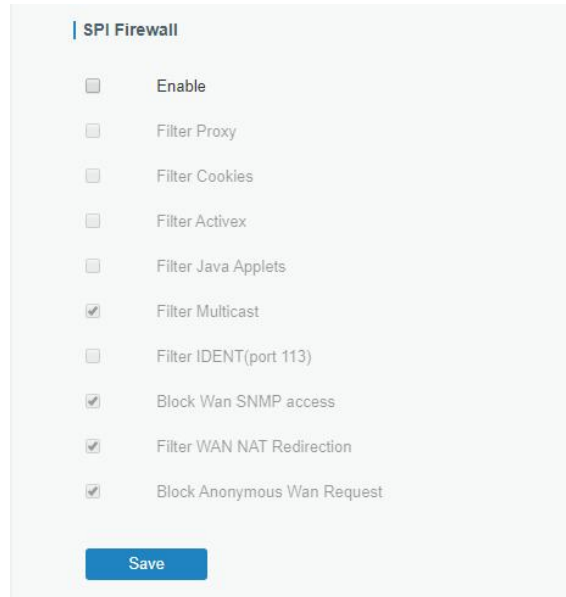 SPI Firewall
Enable
Filter Proxy
Filter Cookies
Filter Activex
Filter Java Applets
Filter Multicast
Filter IDENT(port 113)
Block Wan SNMP access
Filter WAN NAT Redirection
Block Anonymous Wan Request
Save